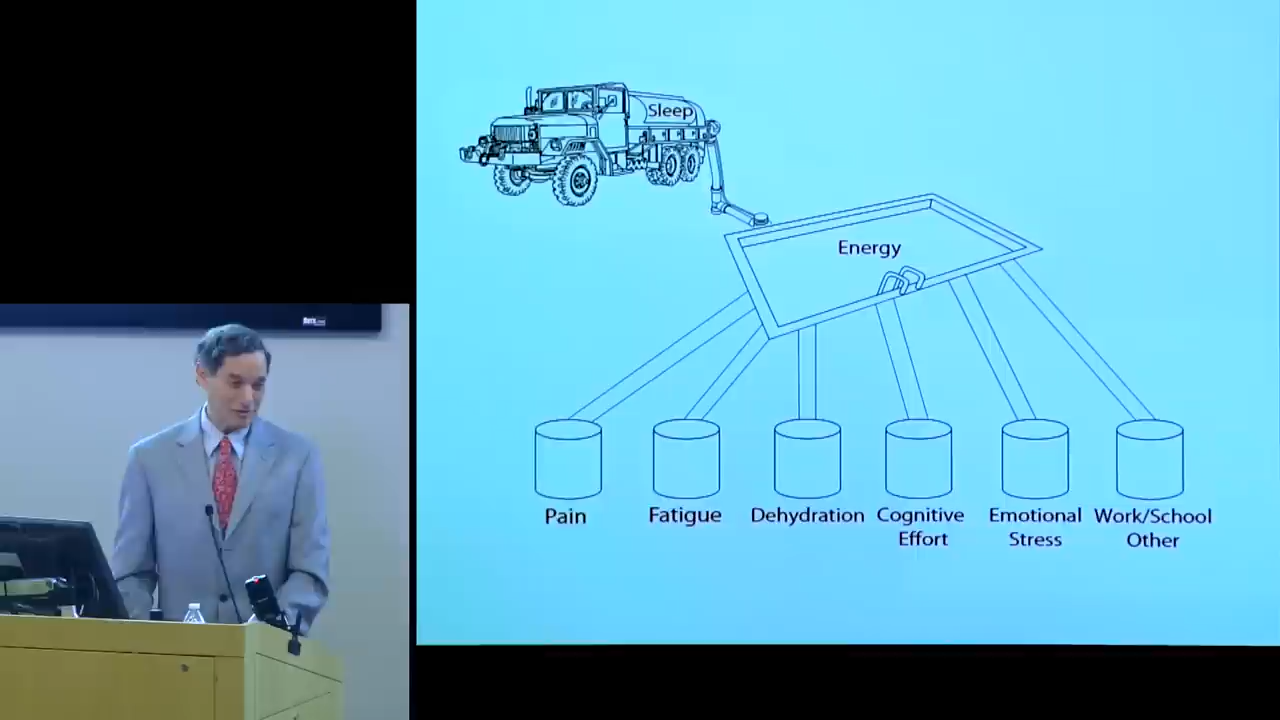 Sleep
Energy
Pain
Fatigue
Dehydration
Cognitive
Effort
Emotional
Stress
Work/School
Other